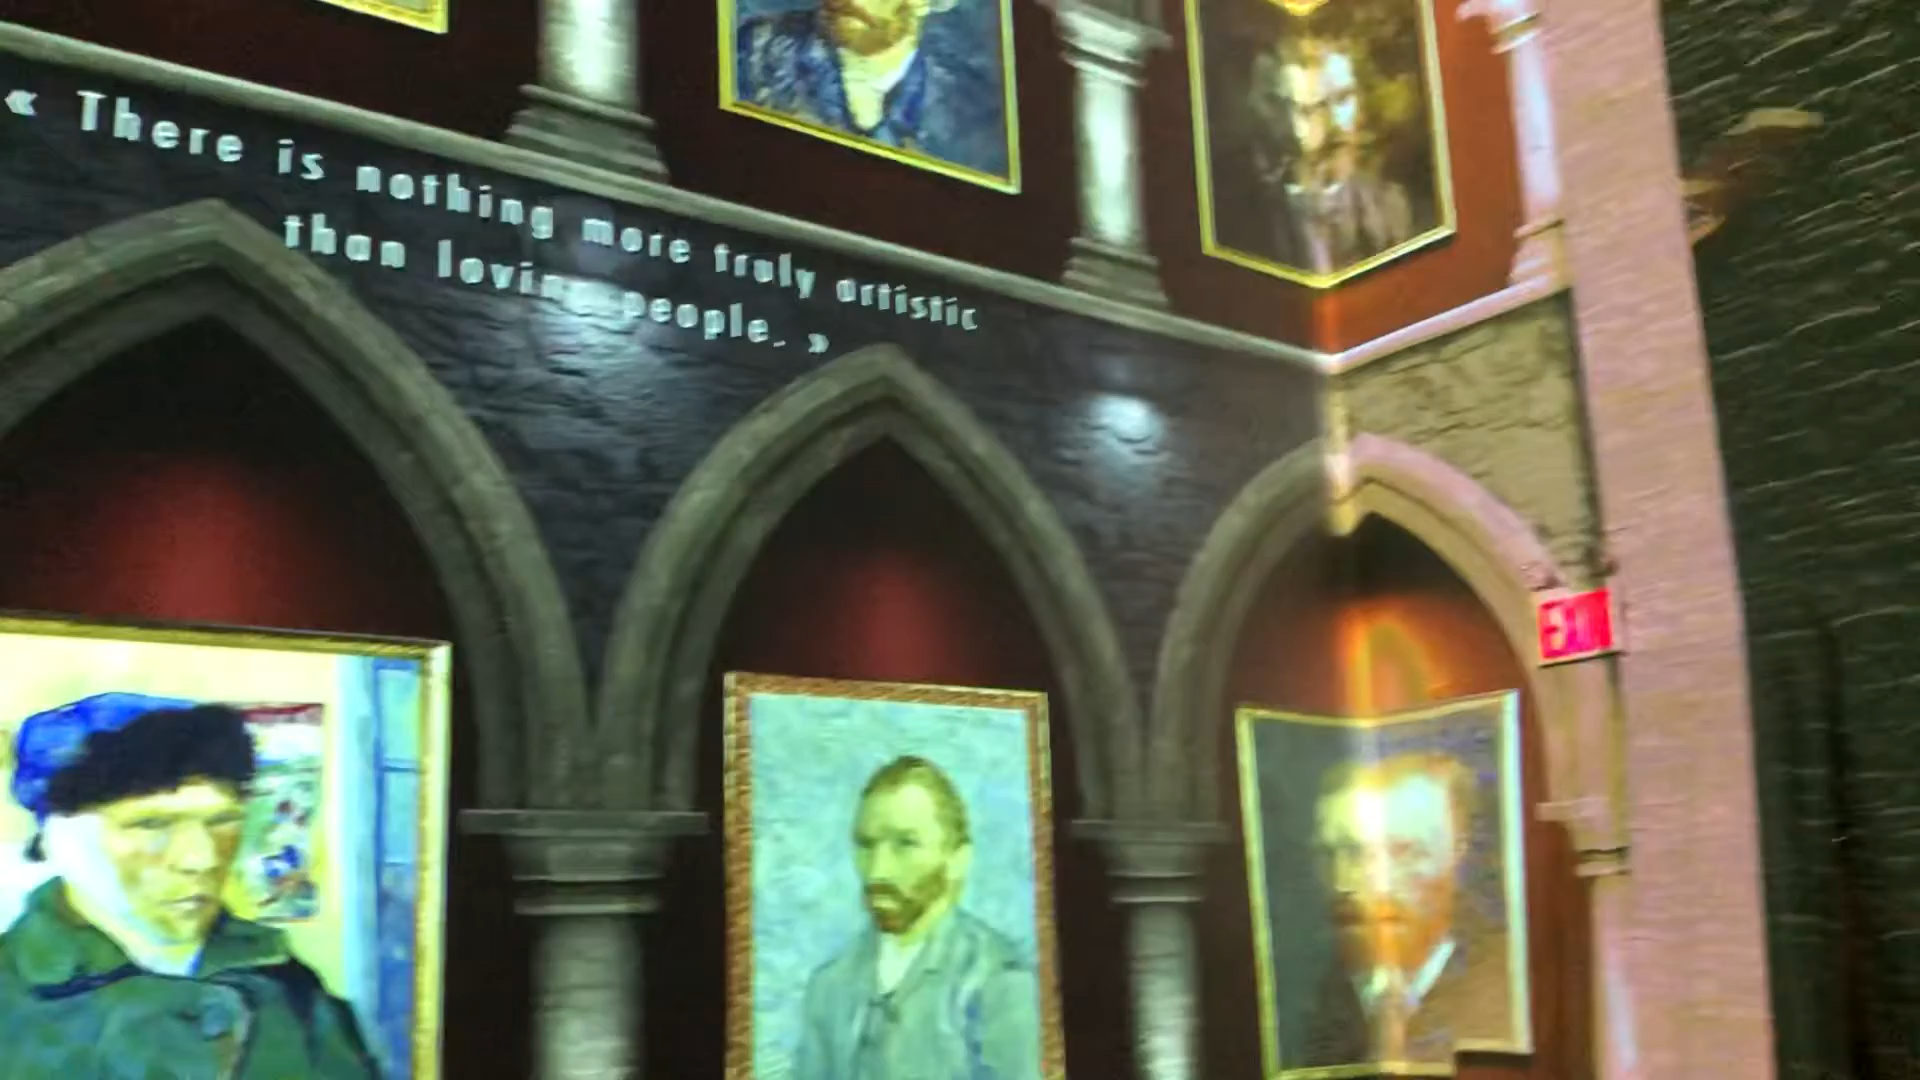 « There is nothing more truly artistic
than loving people. »
EXIT